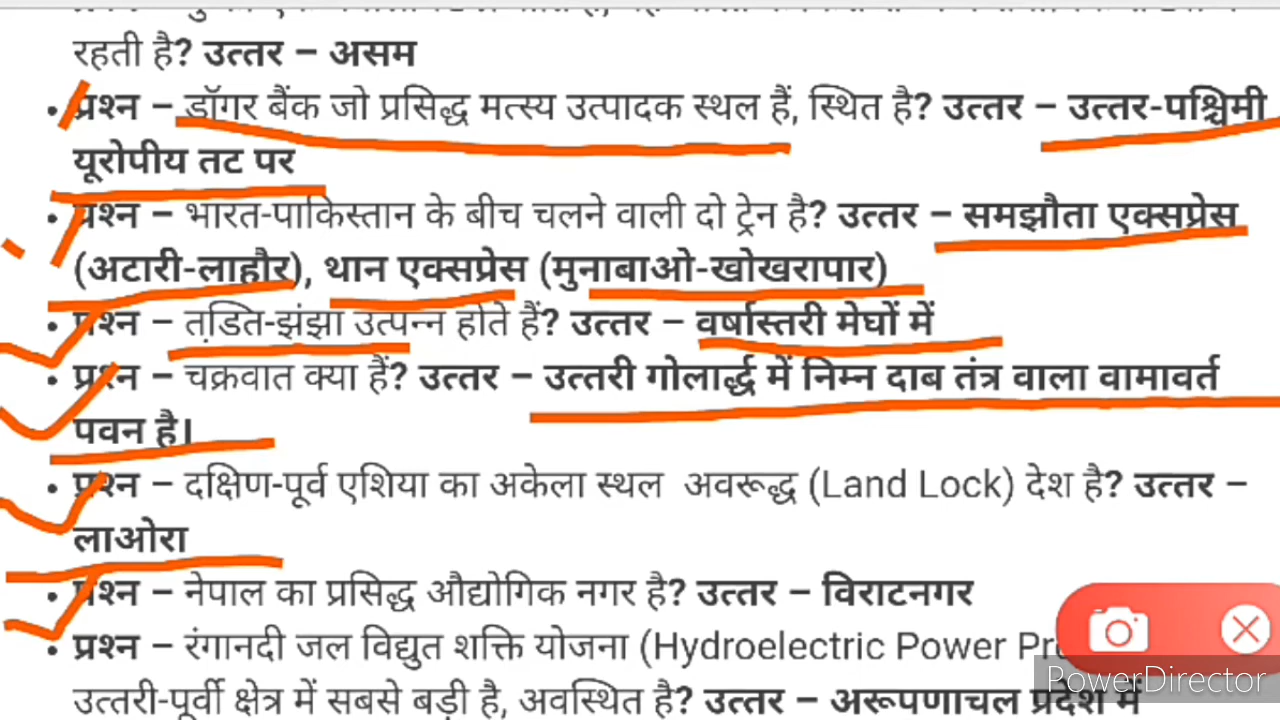 रहती है? उत्तर – असम
• प्रश्न – डॉगर बैंक जो प्रसिद्ध मत्स्य उत्पादक स्थल हैं, स्थित है? उत्तर – उत्तर-पश्चिमी
यूरोपीय तट पर
• प्रश्न – भारत-पाकिस्तान के बीच चलने वाली दो ट्रेन है? उत्तर – समझौता एक्सप्रेस
(अटारी-लाहौर), थान एक्सप्रेस (मुनाबाओ-खोखरापार)
• प्रश्न – तड़ित-झंझा उत्पन्न होते हैं? उत्तर – वर्षास्तरी मेघों में
• प्रश्न – चक्रवात क्या हैं? उत्तर – उत्तरी गोलार्द्ध में निम्न दाब तंत्र वाला वामावर्त
पवन है।
• प्रश्न – दक्षिण-पूर्व एशिया का अकेला स्थल अवरूद्ध (Land Lock) देश है? उत्तर –
लाओरा
• प्रश्न – नेपाल का प्रसिद्ध औद्योगिक नगर है? उत्तर – विराटनगर
• प्रश्न – रंगानदी जल विद्युत शक्ति योजना (Hydroelectric Power
उत्तरी-पूर्वी क्षेत्र में सबसे बड़ी है, अवस्थित है? उत्तर – अरूपणाचल प्रदेश में
PowerDirector